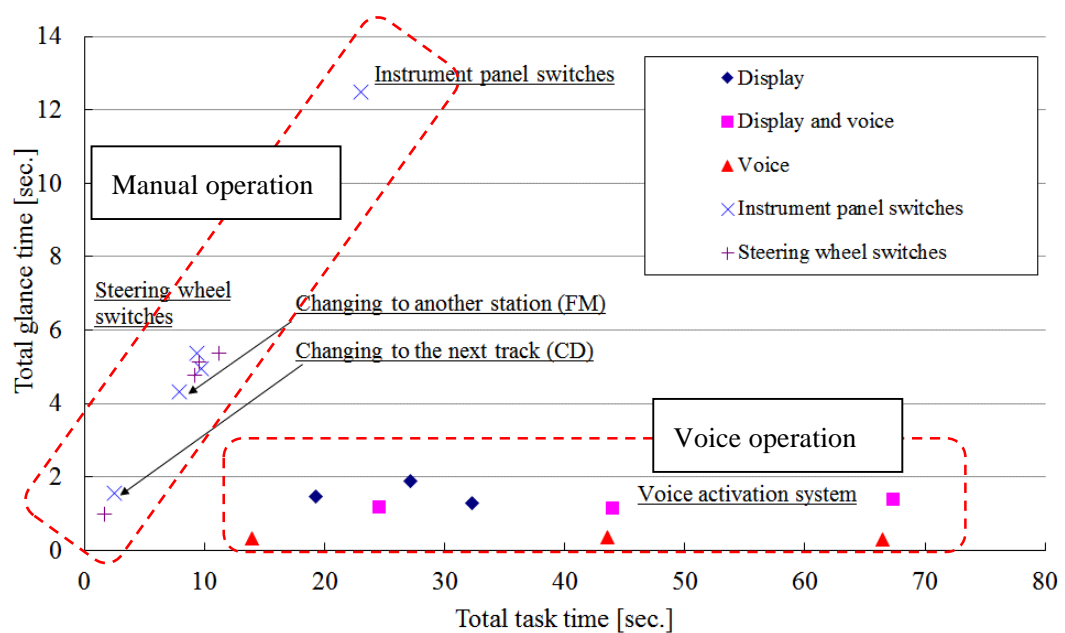 14
12
10
8
6
4
2
0
Total glance time [sec.]
Instrument panel switches
Manual operation
Display
Display and voice
Voice
Instrument panel switches
Steering wheel switches
Steering wheel
switches
Changing to another station (FM)
Changing to the next track (CD)
Voice operation
Voice activation system
0 10 20 30 40 50 60 70 80
Total task time [sec.]